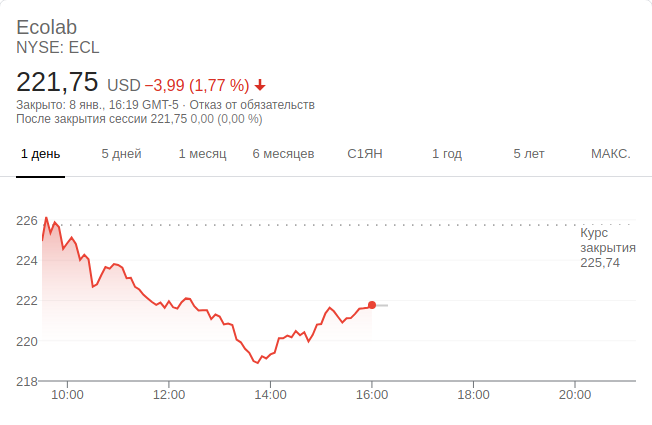 Ecolab
NYSE: ECL
221,75 USD −3,99 (1,77 %)
Закрыто: 8 янв., 16:19 GMT-5 · Отказ от обязательств
После закрытия сессии 221,75 0,00 (0,00 %)
1 день 5 дней 1 месяц 6 месяцев С1ЯН 1 год 5 лет МАКС.
226
Курс
закрытия
225,74
224
222
220
218
10:00 12:00 14:00 16:00 18:00 20:00